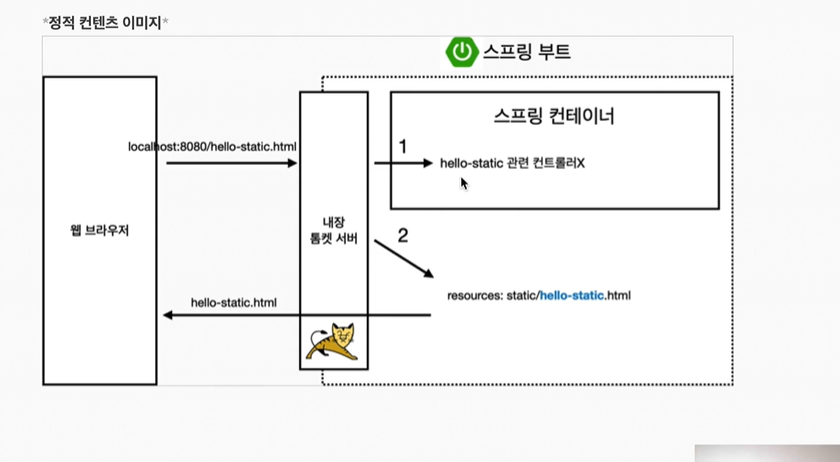 *정적 컨텐츠 이미지*
스프링 부트
스프링 컨테이너
localhost:8080/hello-static.html
1
hello-static 관련 컨트롤러X
웹 브라우저
내장
톰켓 서버
2
resources: static/hello-static.html
hello-static.html